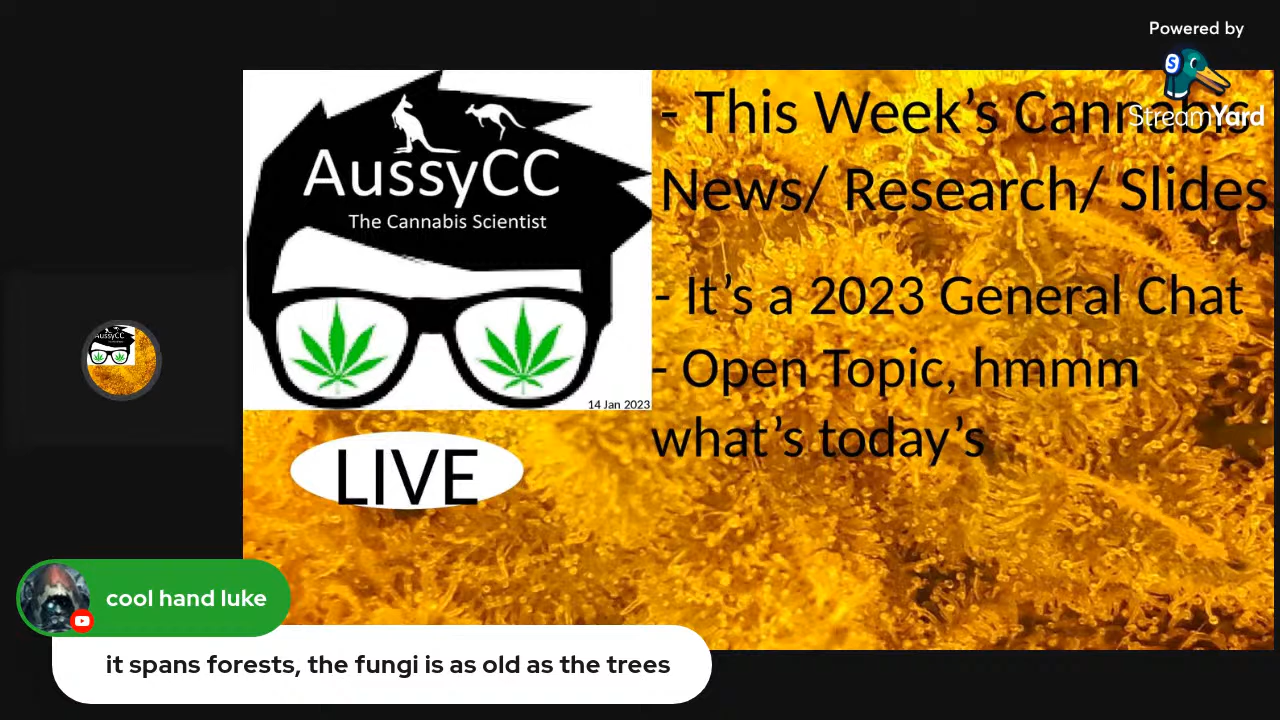 Powered by
StreamYard
- This Week's Cannabis
News/ Research/ Slides
AussyCC
The Cannabis Scientist
- It's a 2023 General Chat
- Open Topic, hmmm
what's today's
14 Jan 2023
LIVE
AussyCC
cool hand luke
it spans forests, the fungi is as old as the trees